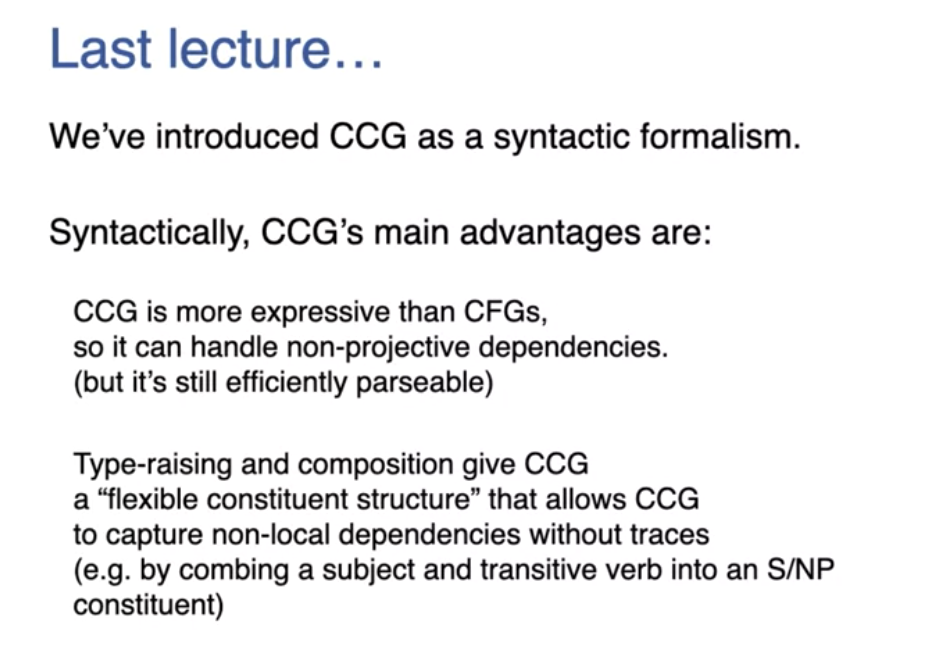 Last lecture…
We’ve introduced CCG as a syntactic formalism.
Syntactically, CCG’s main advantages are:
CCG is more expressive than CFGs,
so it can handle non-projective dependencies.
(but it’s still efficiently parseable)
Type-raising and composition give CCG
a “flexible constituent structure” that allows CCG
to capture non-local dependencies without traces
(e.g. by combing a subject and transitive verb into an S/NP
constituent)